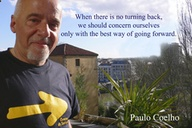 When there is no turning back,
we should concern ourselves
only with the best way of going forward.
Paulo Coelho